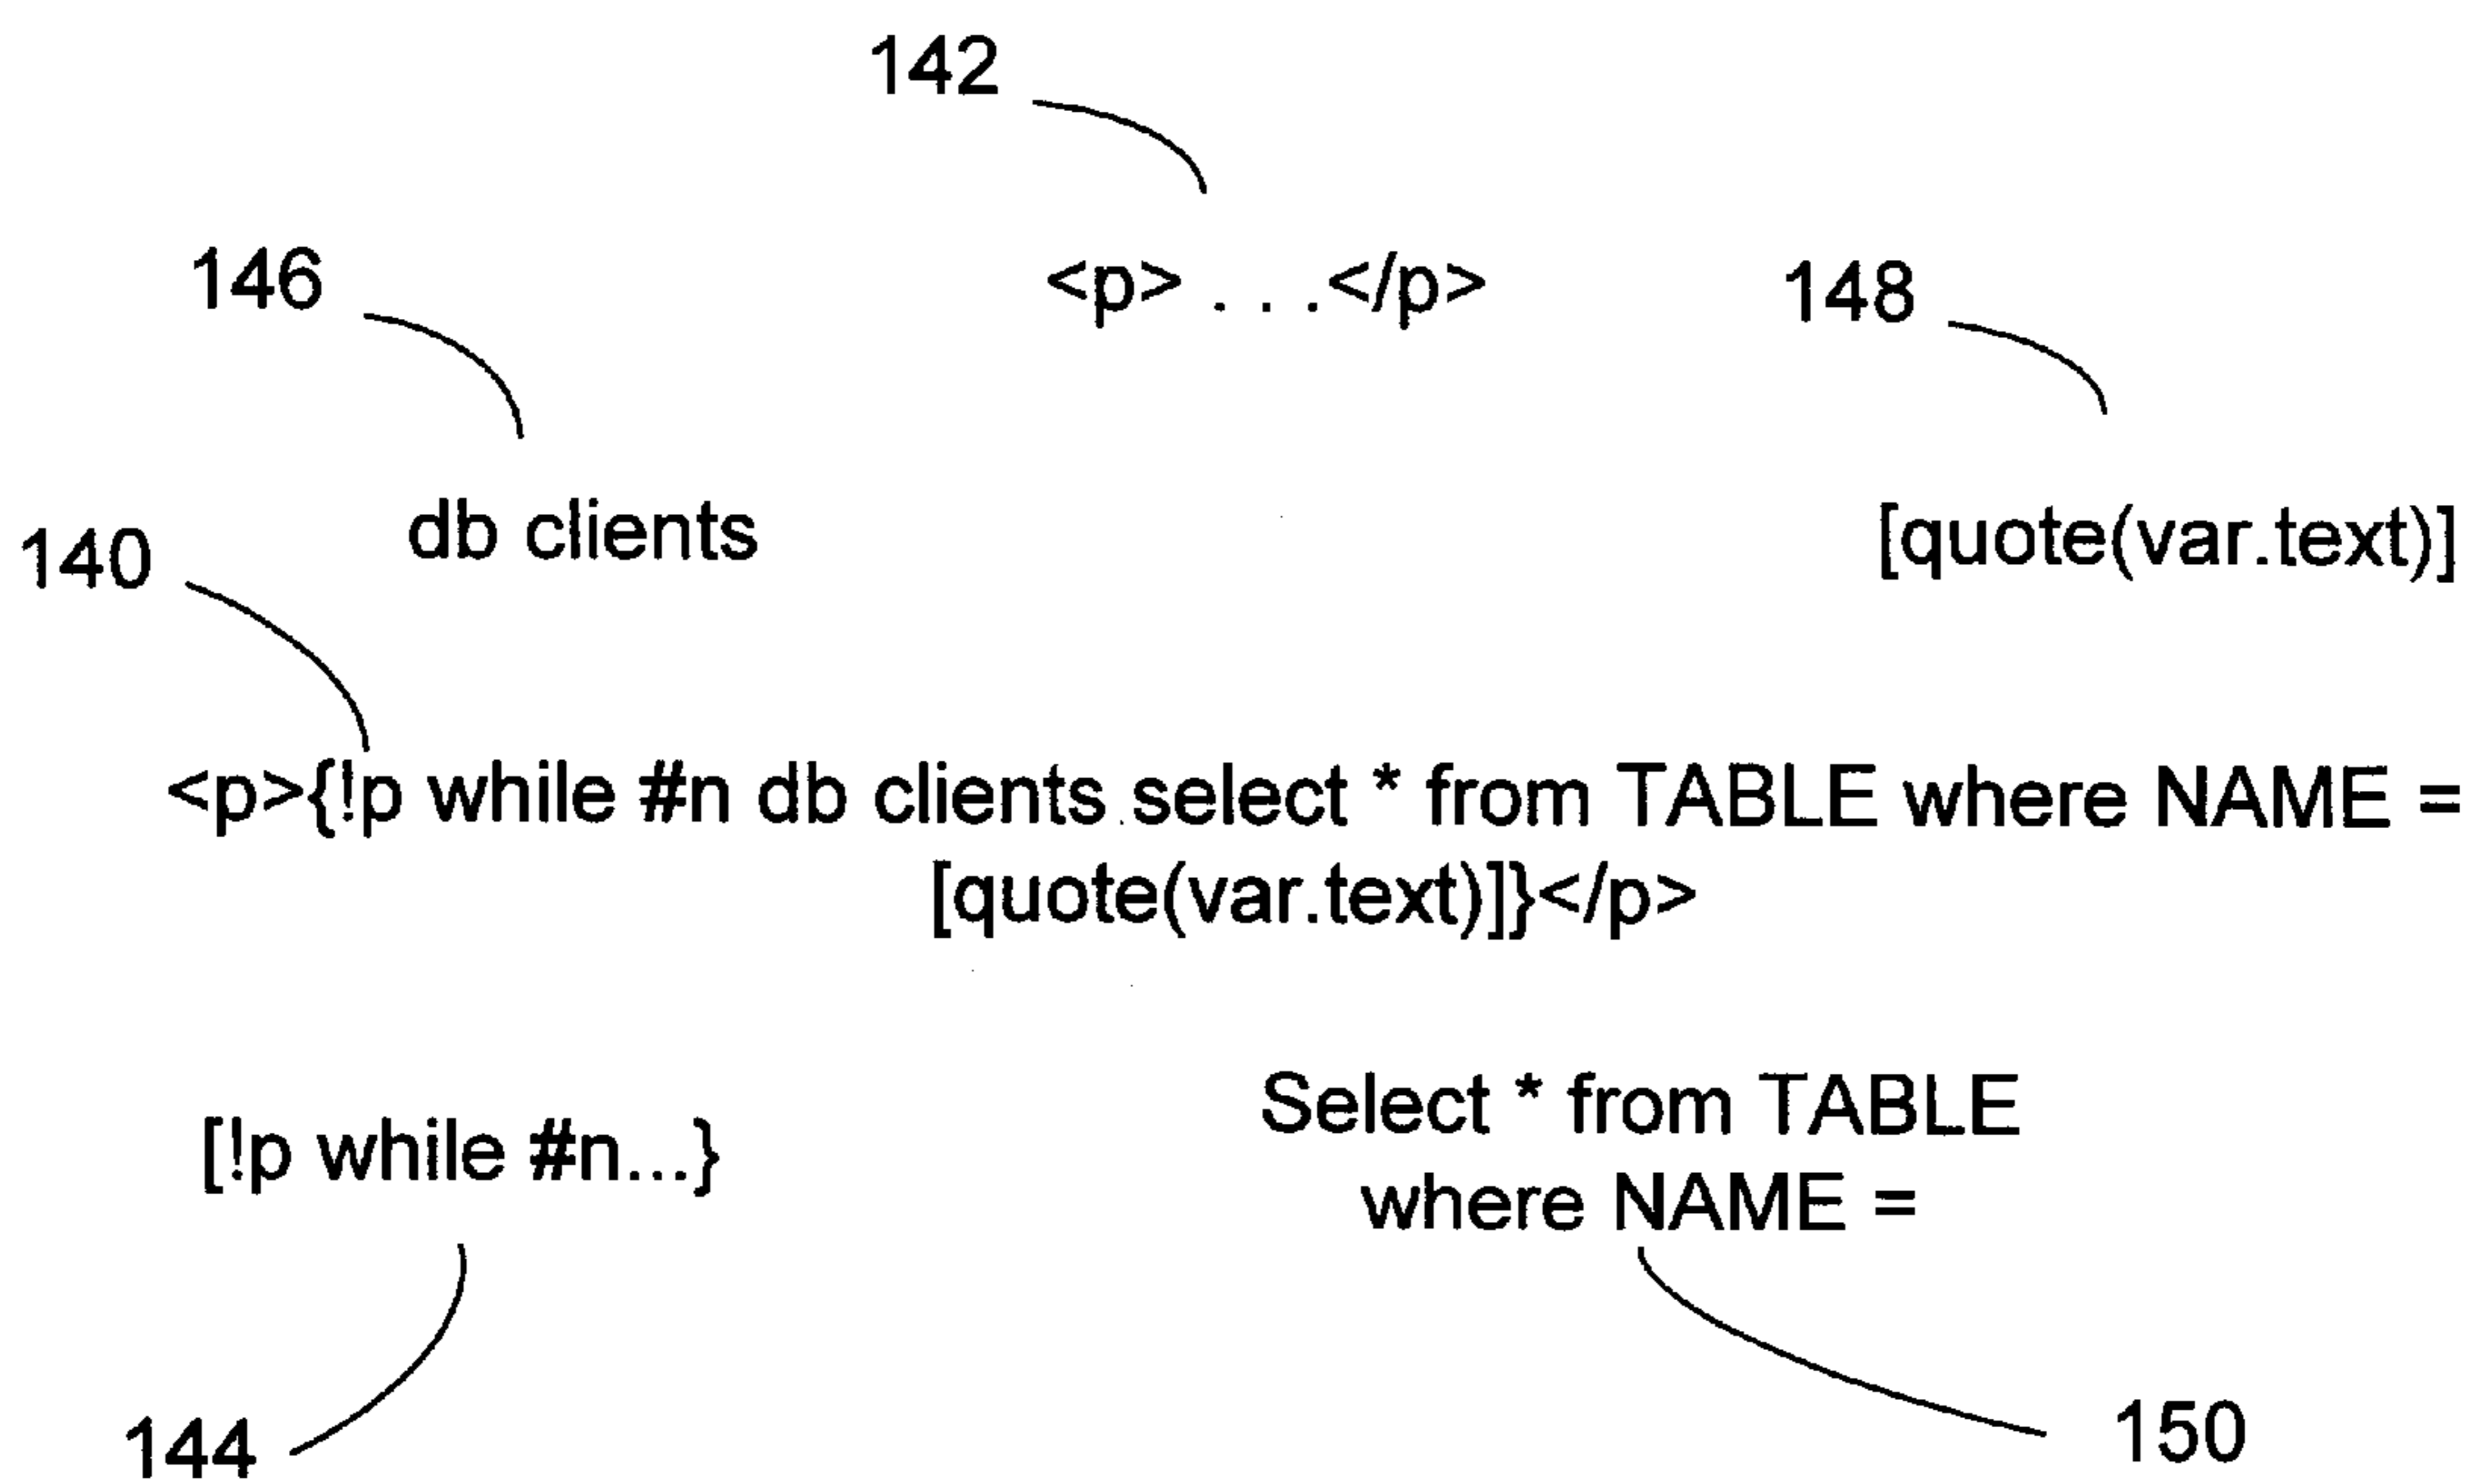 142
146
<p> . . .</p>
148
db clients
[quote(var.text)]
140
<p>{!p while #n db clients select * from TABLE where NAME =
[quote(var.text)]}</p>
Select * from TABLE
[!p while #n...}
where NAME =
144
150